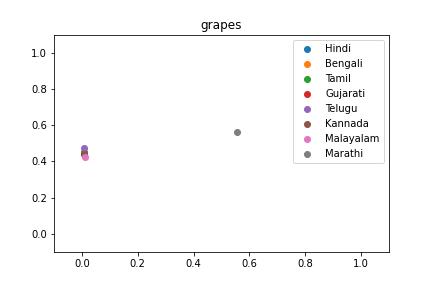 grapes
1.0
0.8
0.6
0.4
0.2
0.0
0.0 0.2 0.4 0.6 0.8 1.0
Hindi
Bengali
Tamil
Gujarati
Telugu
Kannada
Malayalam
Marathi